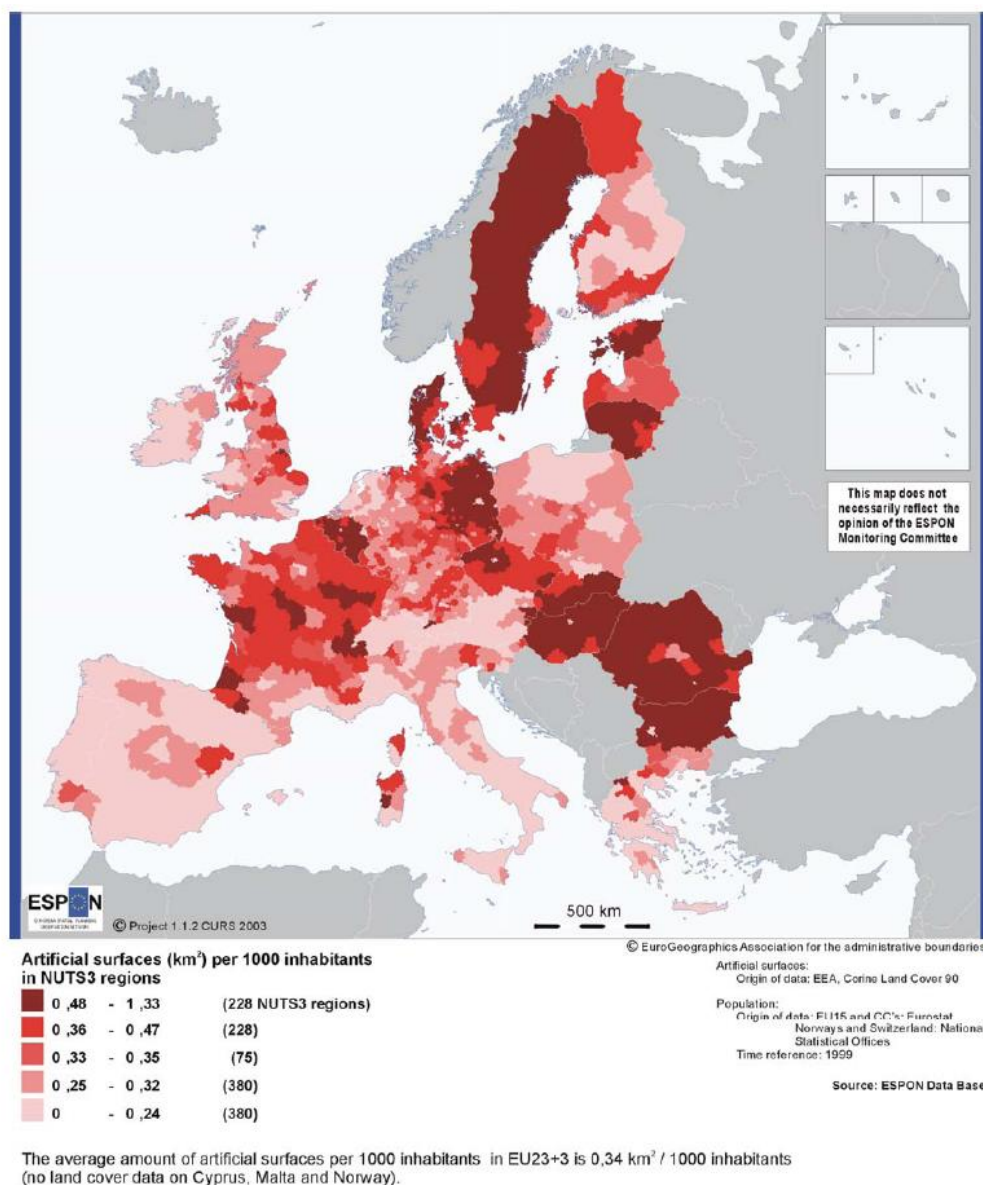 This map does not
necessarily reflect the
opinion of the ESPON
Monitoring Committee
ESPON
© Project 1.1.2 CURS 2003
500 km
© EuroGeographics Association for the administrative boundaries
Artificial surfaces (km²) per 1000 inhabitants
in NUTS3 regions
0 ,48 - 1 ,33 (228 NUTS3 regions)
0 ,36 - 0 ,47 (228)
0 ,33 - 0 ,35 (75)
0 ,25 - 0 ,32 (380)
0 - 0 ,24 (380)
Artificial surfaces:
Origin of data: EEA, Corine Land Cover 90
Population:
Origin of data: EU15 and CC's: Eurostat
Norways and Switzerland: National
Statistical Offices
Time reference: 1999
Source: ESPON Data Base
The average amount of artificial surfaces per 1000 inhabitants in EU23+3 is 0,34 km² / 1000 inhabitants
(no land cover data on Cyprus, Malta and Norway).